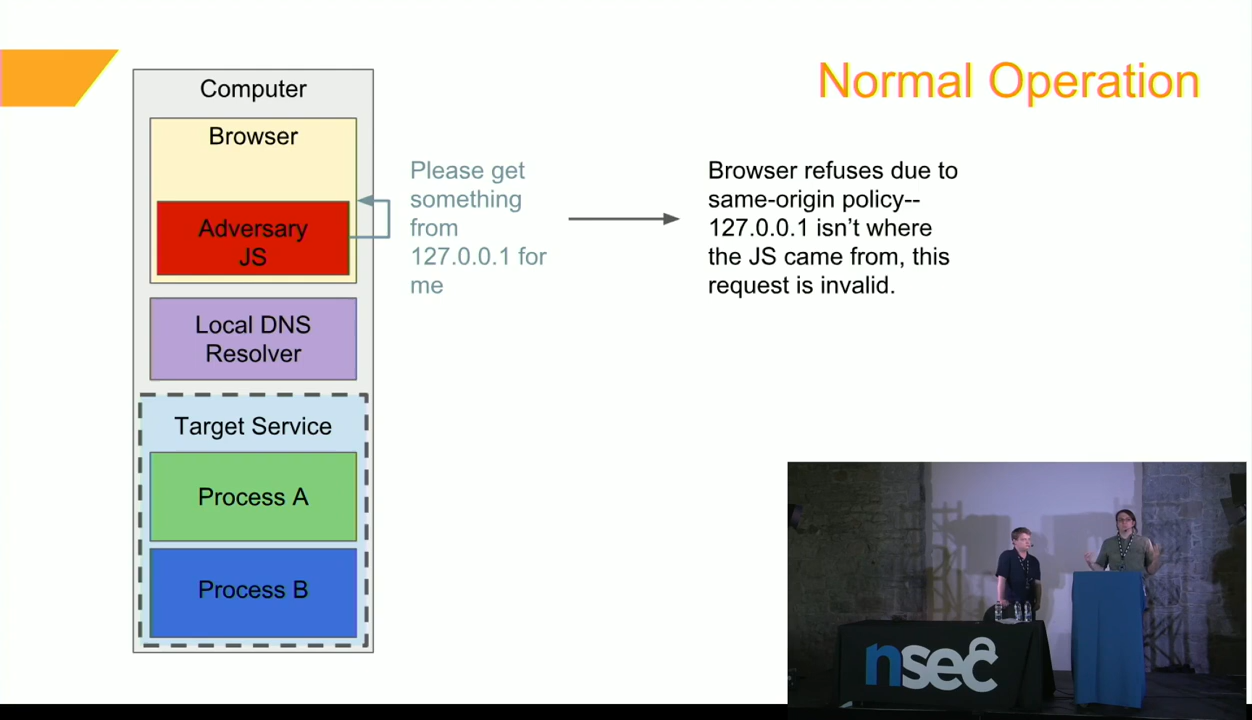 Normal Operation
Computer
Browser
Adversary
JS
Local DNS
Resolver
Target Service
Process A
Process B
Please get
something
from
127.0.0.1 for
me
Browser refuses due to
same-origin policy--
127.0.0.1 isn't where
the JS came from, this
request is invalid.
nsec